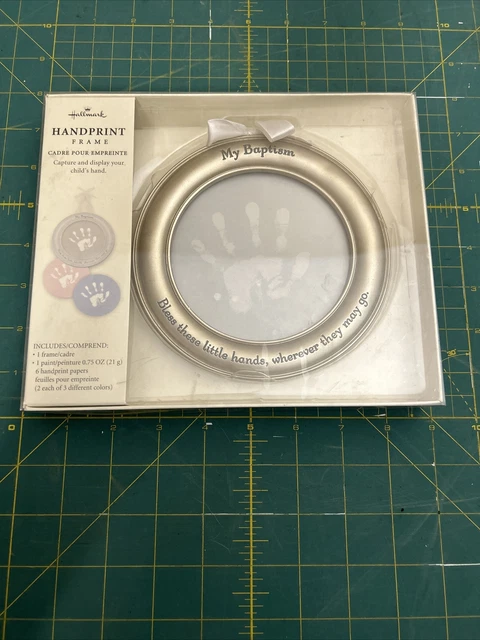 Hallmark
HANDPRINT
FRAME
CADRE POUR EMPREINTE
Capture and display your
child's hand.
INCLUDES/COMPREND:
• 1 frame/cadre
• 1 paint/peinture 0.75 OZ (21 g)
6 handprint papers
feuilles pour empreinte
(2 each of 3 different colors)
My Baptism
Bless these little hands, wherever they may go.